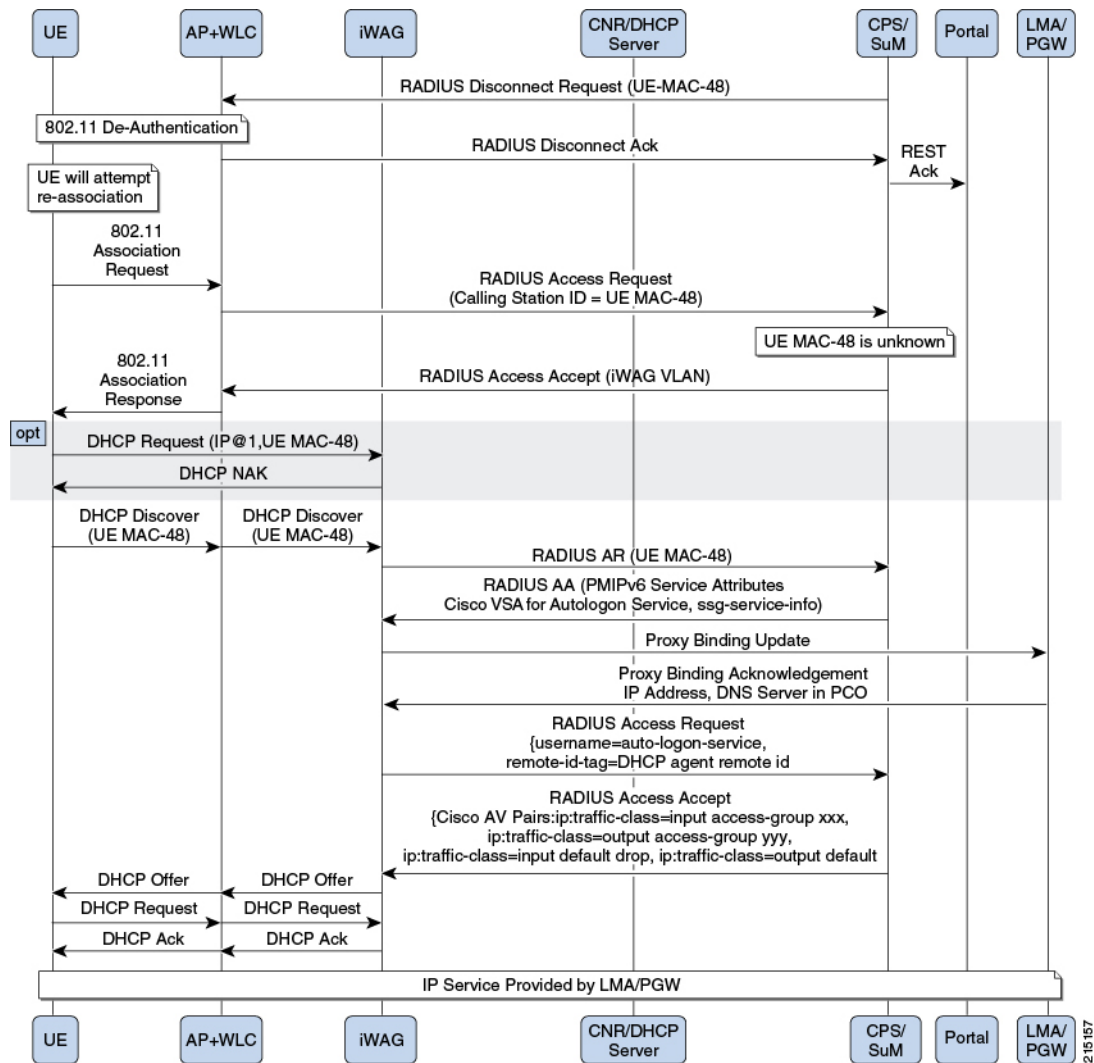 UE
AP+WLC
iWAG
CNR/DHCP
Server
CPS/
SuM
Portal
LMA/
PGW
RADIUS Disconnect Request (UE-MAC-48)
802.11 De-Authentication
RADIUS Disconnect Ack
REST
Ack
UE will attempt
re-association
802.11
Association
Request
RADIUS Access Request
(Calling Station ID = UE MAC-48)
UE MAC-48 is unknown
802.11
Association
Response
RADIUS Access Accept (iWAG VLAN)
opt
DHCP Request (IP@1,UE MAC-48)
DHCP NAK
DHCP Discover
(UE MAC-48)
DHCP Discover
(UE MAC-48)
RADIUS AR (UE MAC-48)
RADIUS AA (PMIPv6 Service Attributes
Cisco VSA for Autologon Service, ssg-service-info)
Proxy Binding Update
Proxy Binding Acknowledgement
IP Address, DNS Server in PCO
RADIUS Access Request
{username=auto-logon-service,
remote-id-tag=DHCP agent remote id
RADIUS Access Accept
{Cisco AV Pairs:ip:traffic-class=input access-group xxx,
ip:traffic-class=output access-group yyy,
ip:traffic-class=input default drop, ip:traffic-class=output default
DHCP Offer
DHCP Offer
DHCP Request
DHCP Request
DHCP Ack
DHCP Ack
IP Service Provided by LMA/PGW
UE
AP+WLC
iWAG
CNR/DHCP
Server
CPS/
SuM
Portal
LMA/
PGW
215157